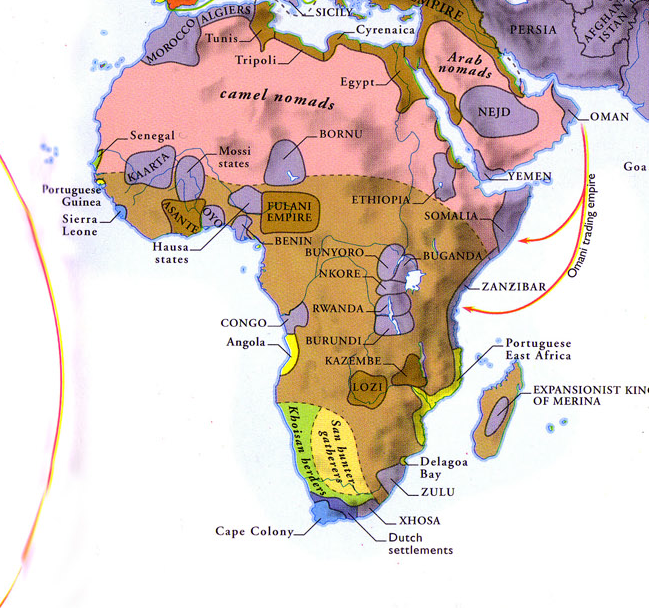 SICILY
EMPIRE
ALGIERS
MOROCCO
Tunis
Tripoli
Cyrenaica
Egypt
PERSIA
AFGHAN
ISTAN
Arab
nomads
camel nomads
NEJD
OMAN
Senegal
KAARTA
Mossi
states
BORNU
YEMEN
Goa
Portuguese
Guinea
Sierra
Leone
ASANTE
OYO
FULANI
EMPIRE
ETHIOPIA
SOMALIA
Omani trading empire
Hausa
states
BENIN
BUNYORO
BUGANDA
NKORE
ZANZIBAR
RWANDA
CONGO
Angola
BURUNDI
KAZEMBE
Portuguese
East Africa
LOZI
EXPANSIONIST KIN
OF MERINA
Khoisan herders
San hunter
gatherers
Delagoa
Bay
ZULU
XHOSA
Cape Colony
Dutch
settlements